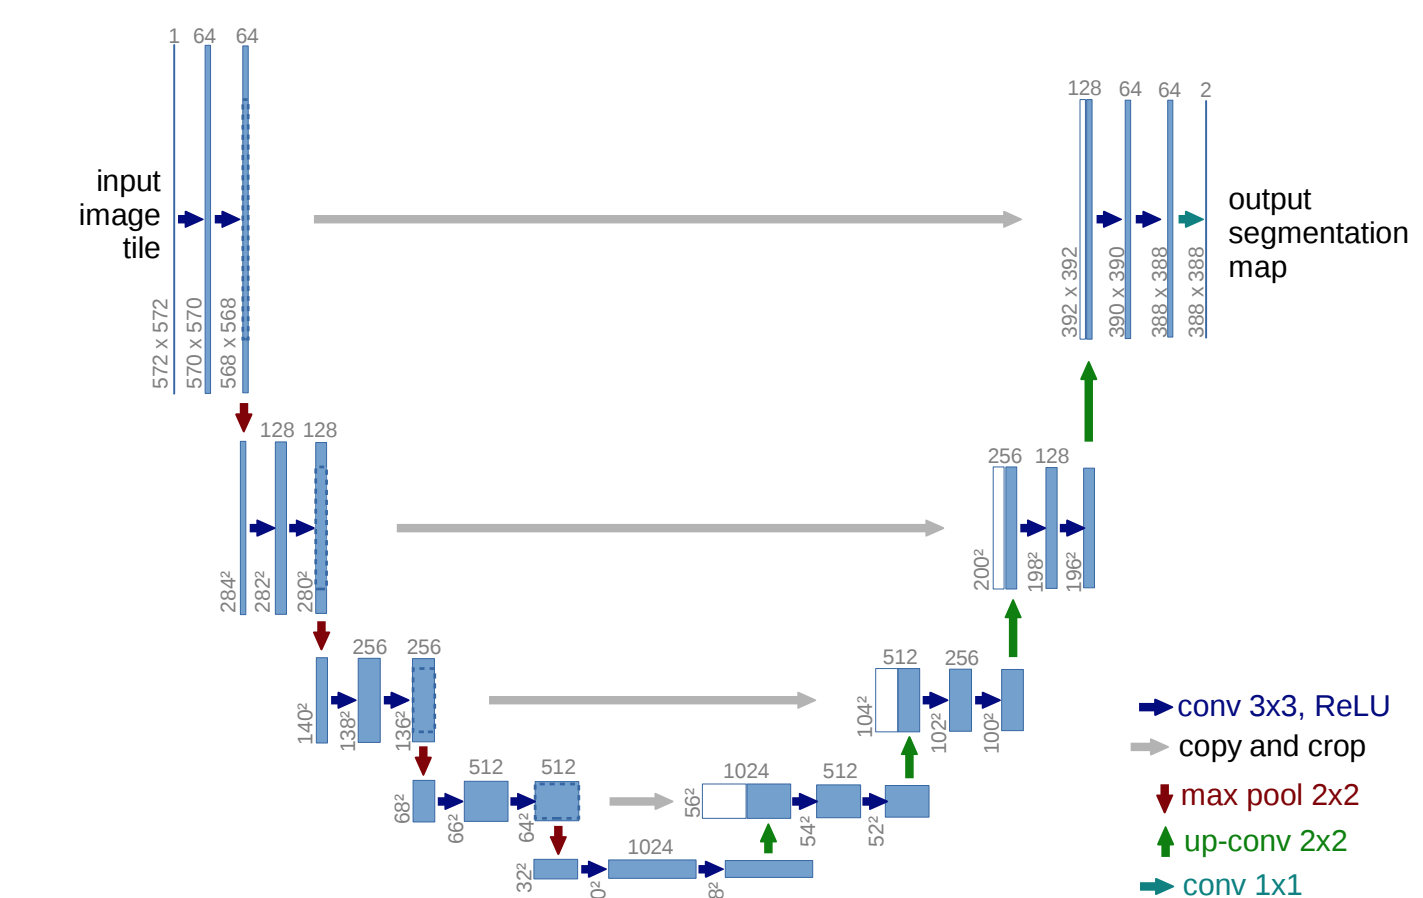 1 64 64
input
image
tile
572 x 572
570 x 570
568 x 568
128 64 64 2
392 x 392
390 x 390
388 x 388
388 x 388
output
segmentation
map
128 128
284²
282²
280²
256 128
200²
198²
196²
256 256
140²
138²
136²
512 256
104²
102²
100²
512 512
68²
66²
64²
1024 512
56²
54²
52²
1024
32²
conv 3x3, ReLU
copy and crop
max pool 2x2
up-conv 2x2
conv 1x1